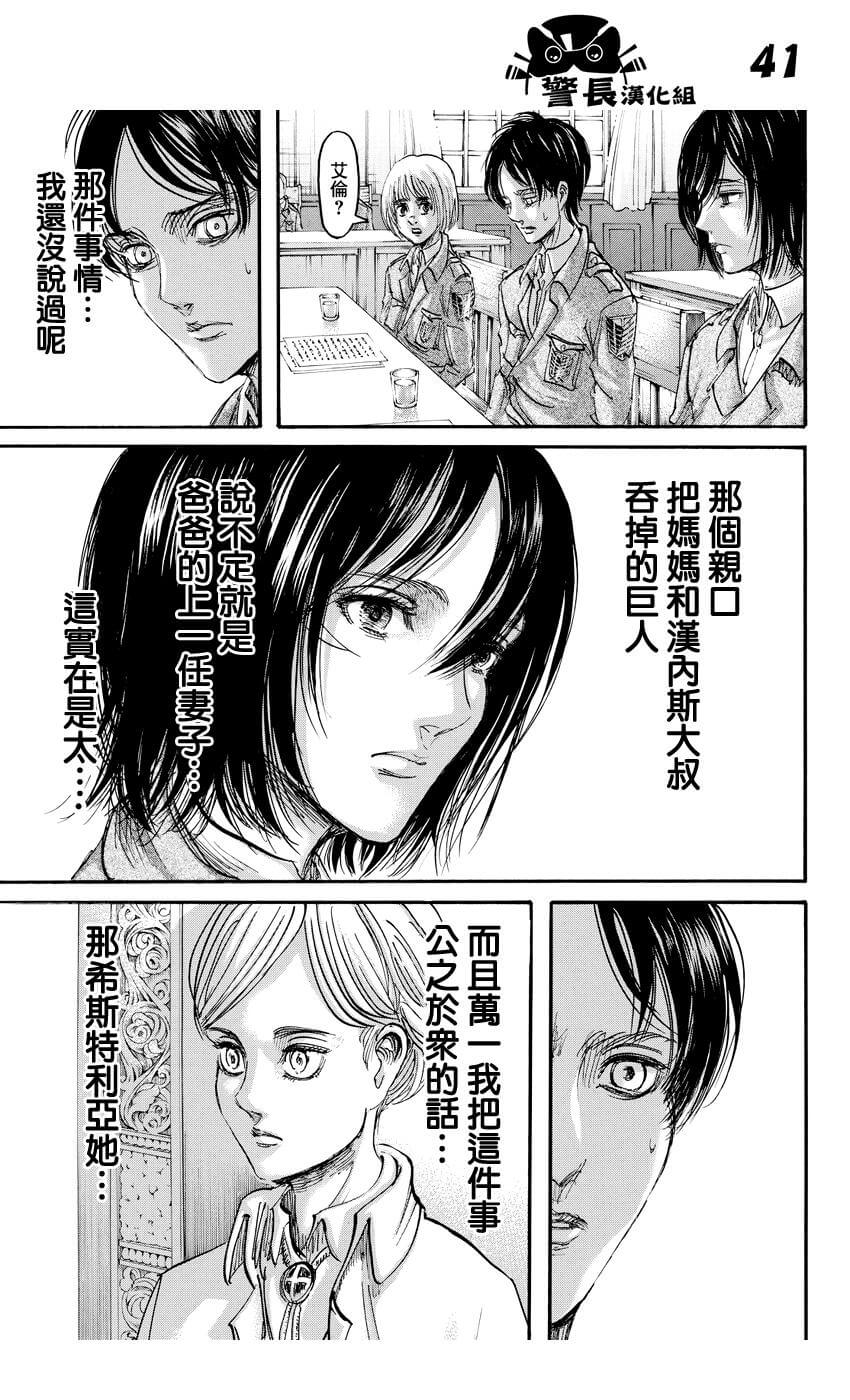 警長漢化組
41
艾倫？
那件事情…
我還沒說過呢
那個親口
把媽媽和漢內斯大叔
吞掉的巨人
說不定就是
爸爸的上一任妻子…
這實在是太……
而且萬一我把這件事
公之於眾的話…
那希斯特利亞她…